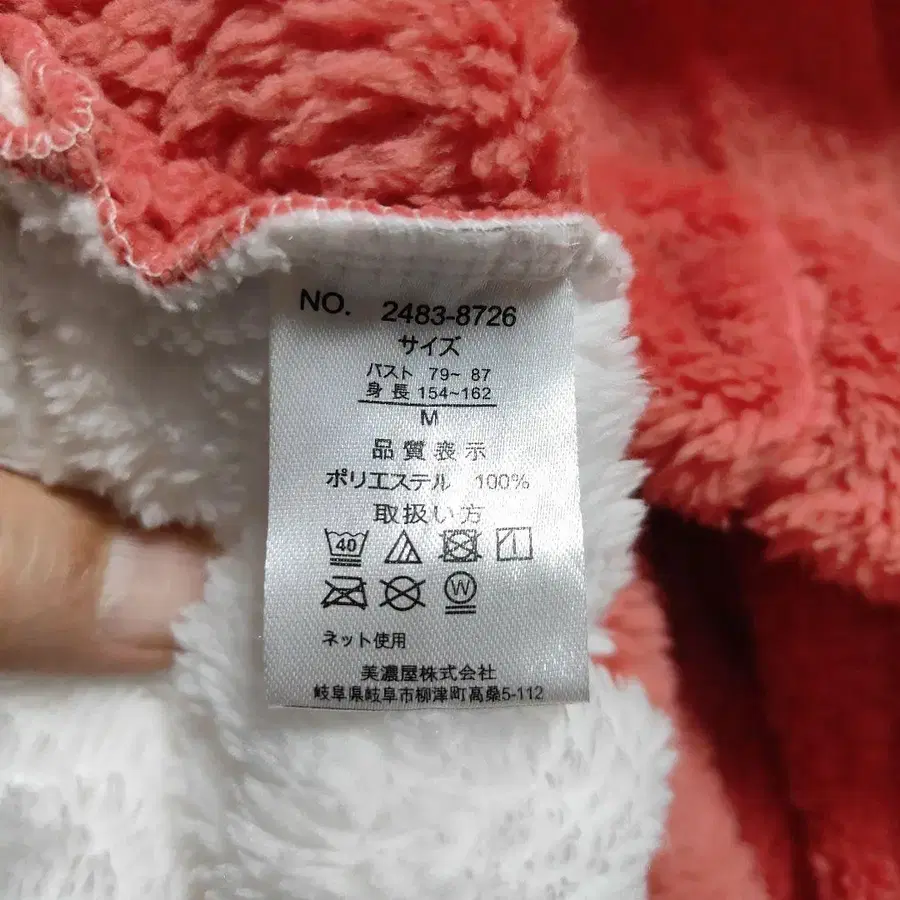 NO. 2483-8726
サイズ
バスト 79~ 87
身長 154~162
M
品質表示
ポリエステル 100%
取扱い方
40
W
ネット使用
美濃屋株式会社
岐阜県岐阜市柳津町高桑5-112